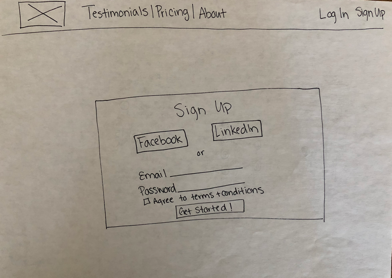 Testimonials | Pricing | About
Log In Sign Up
Sign Up
Facebook
LinkedIn
or
Email
Password
Agree to terms + conditions
Get Started!